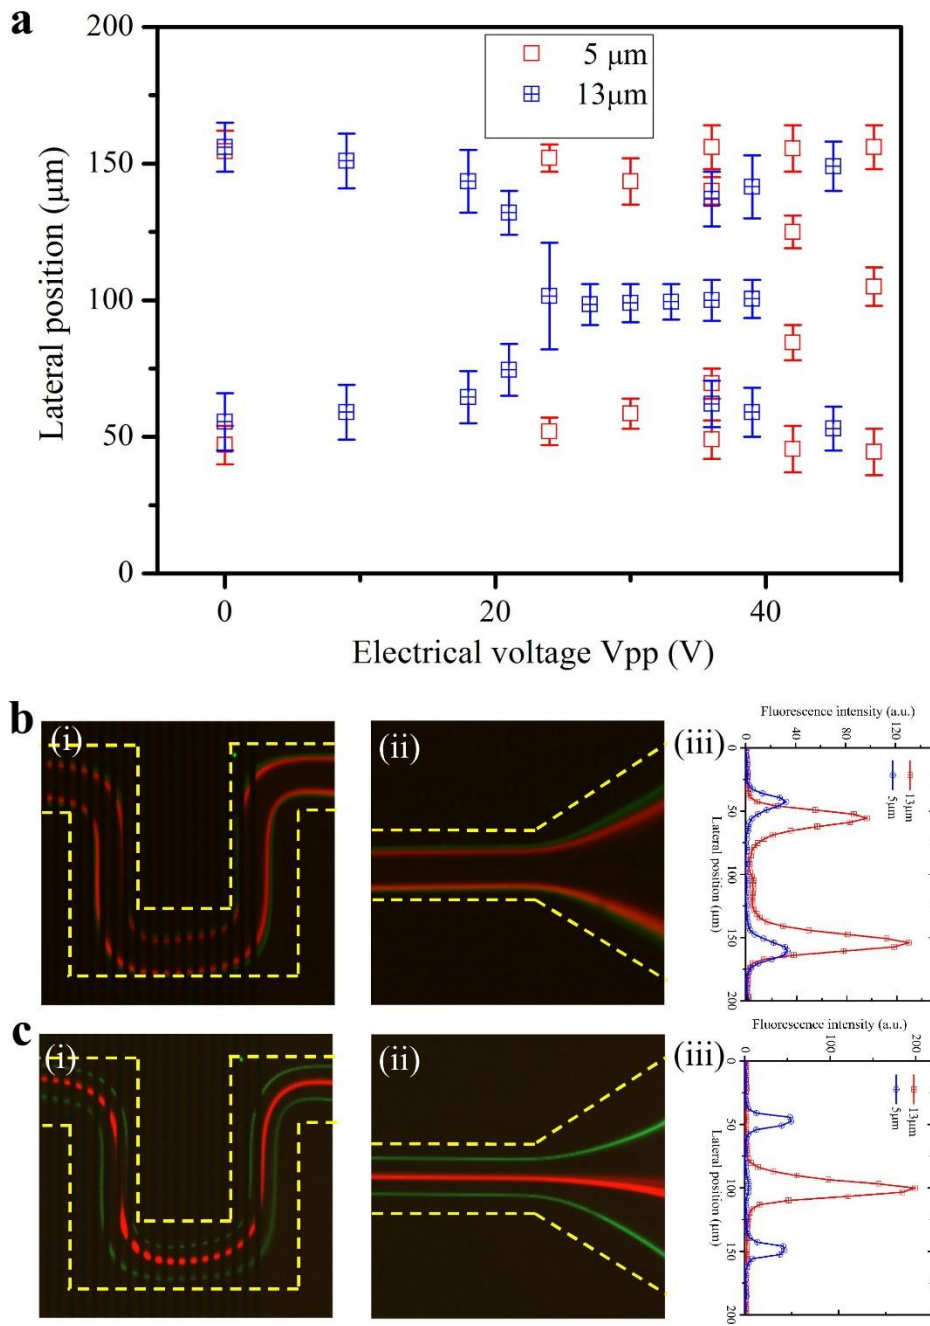 a
200
150
100
50
0
Lateral position (μm)
5 μm
13μm
0
20
40
Electrical voltage Vpp (V)
b
(i)
(ii)
(iii)
Fluorescence intensity (a.u.)
0
40
80
120
0
50
100
150
200
Lateral position (μm)
13μm
5μm
c
(i)
(ii)
(iii)
Fluorescence intensity (a.u.)
0
100
200
0
50
100
150
200
Lateral position (μm)
13μm
5μm